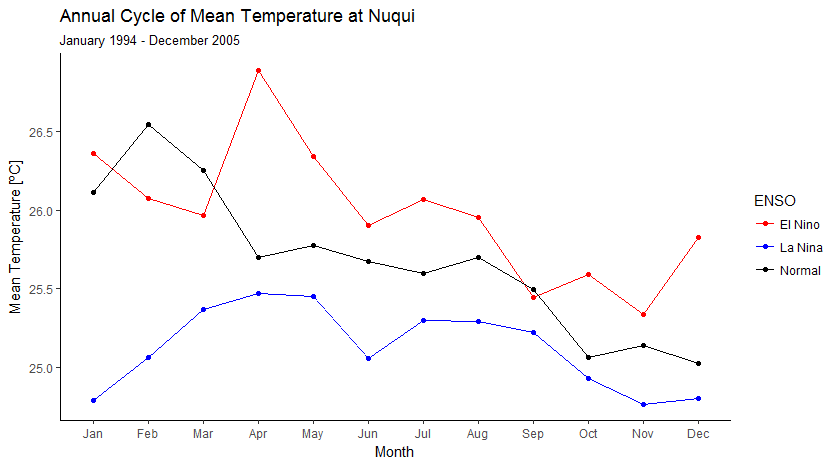 Annual Cycle of Mean Temperature at Nuqui
January 1994 - December 2005
Mean Temperature [ºC]
26.5
26.0
25.5
25.0
Jan Feb Mar Apr May Jun Jul Aug Sep Oct Nov Dec
Month
ENSO
El Nino
La Nina
Normal